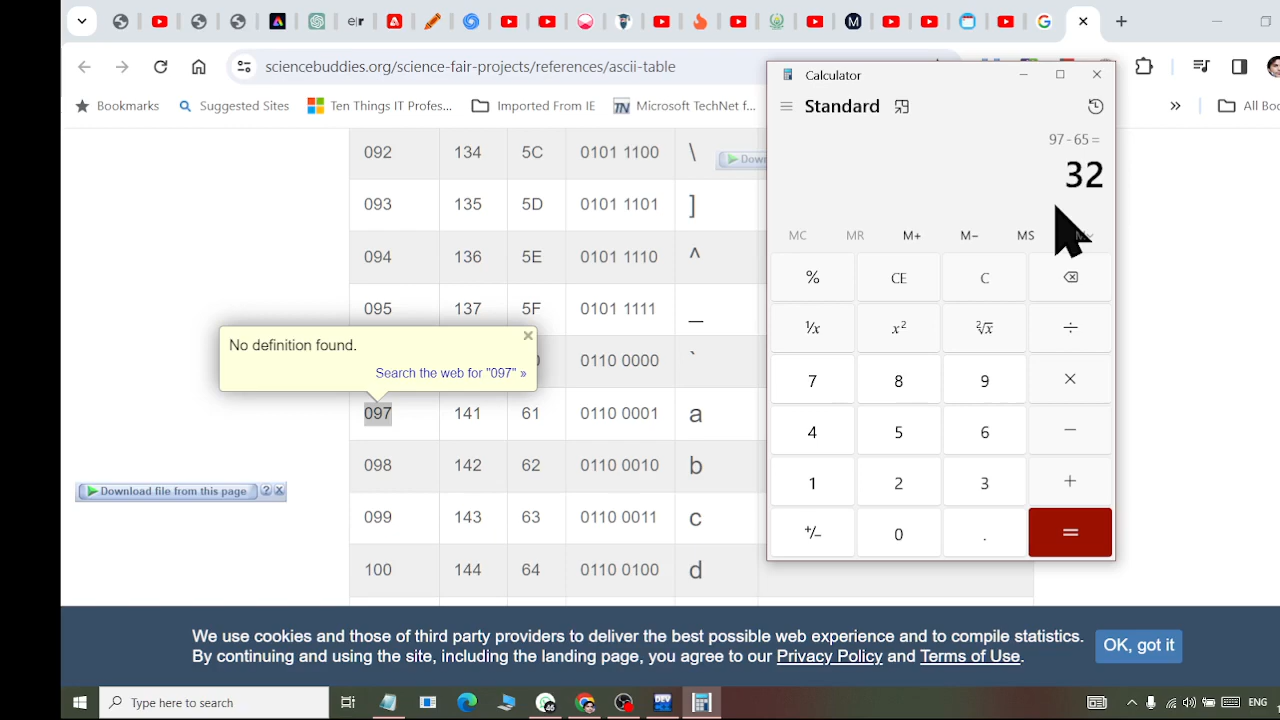 sciencebuddies.org/science-fair-projects/references/ascii-table
Bookmarks Suggested Sites Ten Things IT Profes... Imported From IE Microsoft TechNet f... » All Boo
092 134 5C 0101 1100 \
093 135 5D 0101 1101 ]
094 136 5E 0101 1110 ^
095 137 5F 0101 1111 _
0110 0000 `
097 141 61 0110 0001 a
098 142 62 0110 0010 b
099 143 63 0110 0011 c
100 144 64 0110 0100 d
No definition found.
Search the web for "097" »
Download file from this page ? x
Down
Calculator
Standard
97 - 65 =
32
MC MR M+ M− MS
% CE C
¹/x x² ²√x ÷
7 8 9 ×
4 5 6 −
1 2 3 +
+/− 0 . =
We use cookies and those of third party providers to deliver the best possible web experience and to compile statistics.
By continuing and using the site, including the landing page, you agree to our Privacy Policy and Terms of Use.
OK, got it
Type here to search
ENG